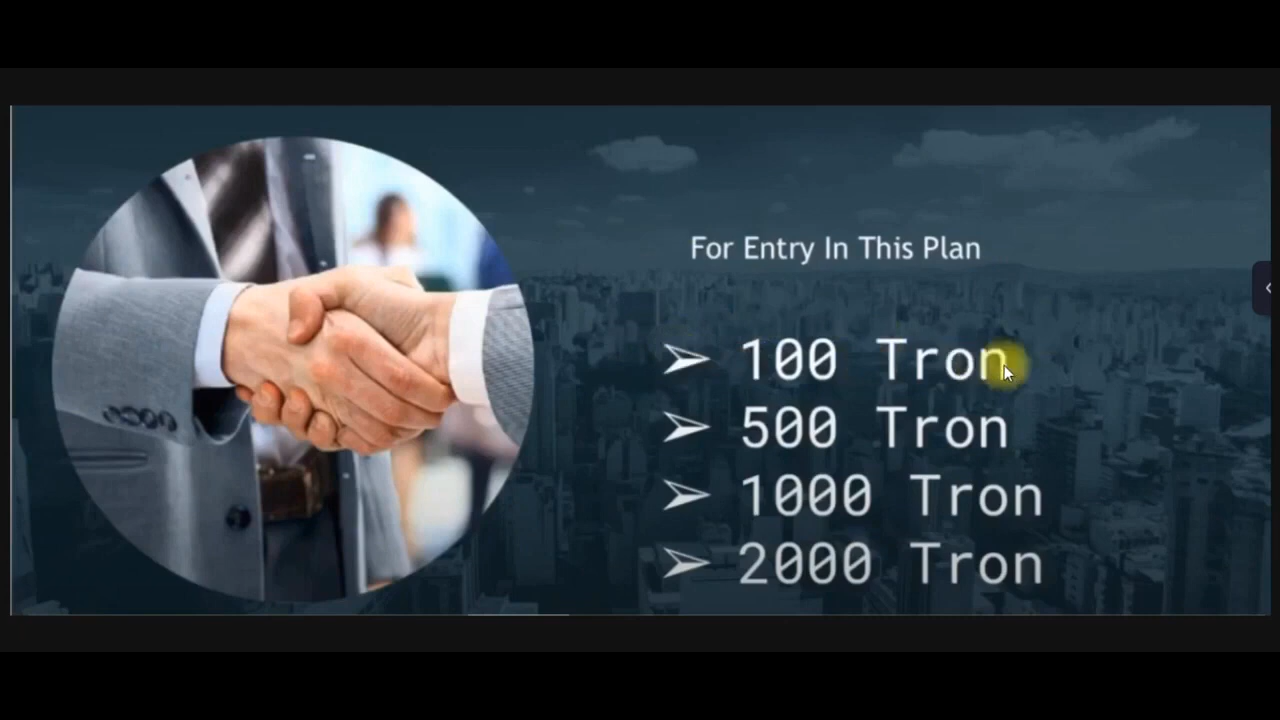 For Entry In This Plan
➢ 100 Tron
➢ 500 Tron
➢ 1000 Tron
➢ 2000 Tron